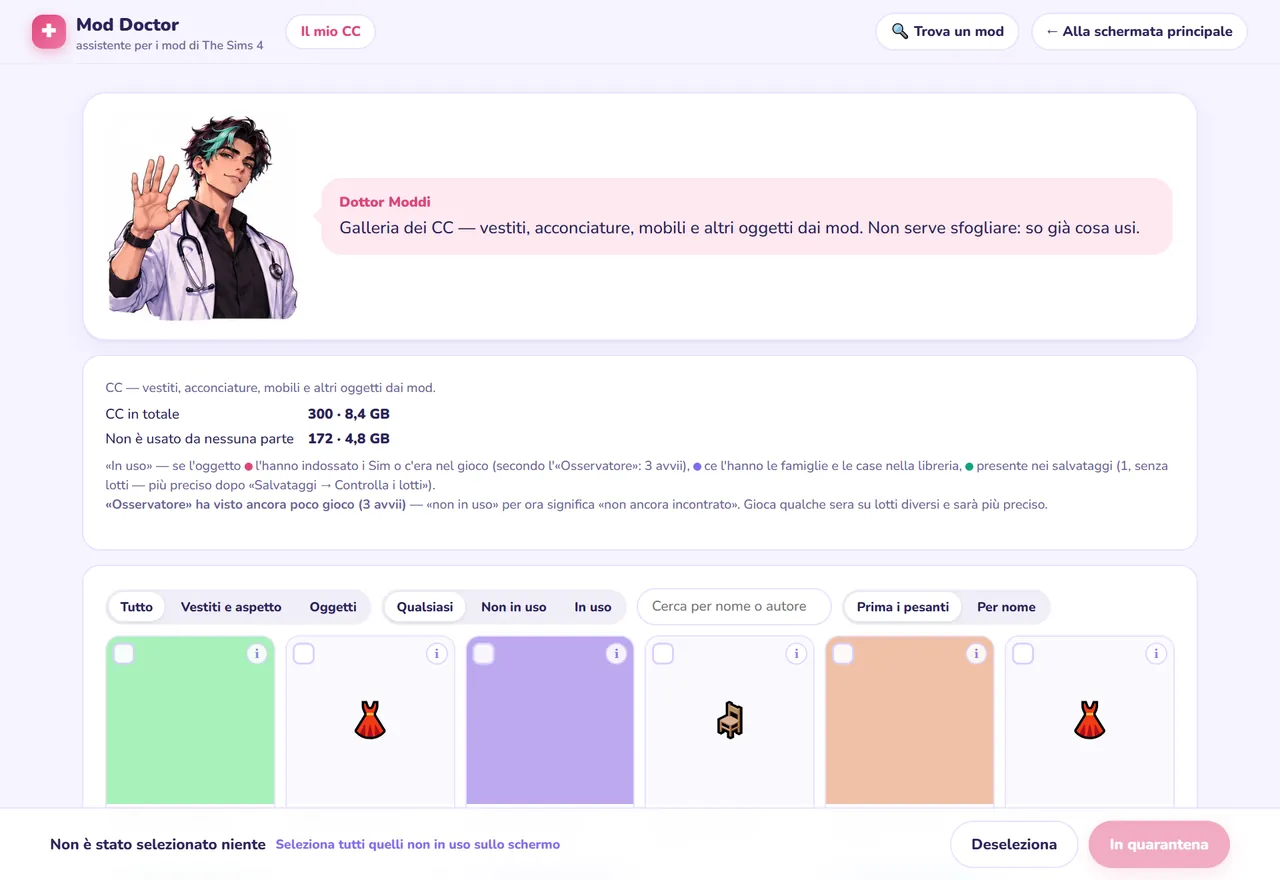 Mod Doctor
assistente per i mod di The Sims 4
Il mio CC
🔍 Trova un mod
← Alla schermata principale
Dottor Moddi
Galleria dei CC — vestiti, acconciature, mobili e altri oggetti dai mod. Non serve sfogliare: so già cosa usi.
CC — vestiti, acconciature, mobili e altri oggetti dai mod.
CC in totale 300 · 8,4 GB
Non è usato da nessuna parte 172 · 4,8 GB
«In uso» — se l'oggetto ● l'hanno indossato i Sim o c'era nel gioco (secondo l'«Osservatore»: 3 avvii), ● ce l'hanno le famiglie e le case nella libreria, ● presente nei salvataggi (1, senza
lotti — più preciso dopo «Salvataggi → Controlla i lotti»).
«Osservatore» ha visto ancora poco gioco (3 avvii) — «non in uso» per ora significa «non ancora incontrato». Gioca qualche sera su lotti diversi e sarà più preciso.
Tutto Vestiti e aspetto Oggetti Qualsiasi Non in uso In uso Cerca per nome o autore Prima i pesanti Per nome
i i i i i i
Non è stato selezionato niente Seleziona tutti quelli non in uso sullo schermo Deseleziona In quarantena